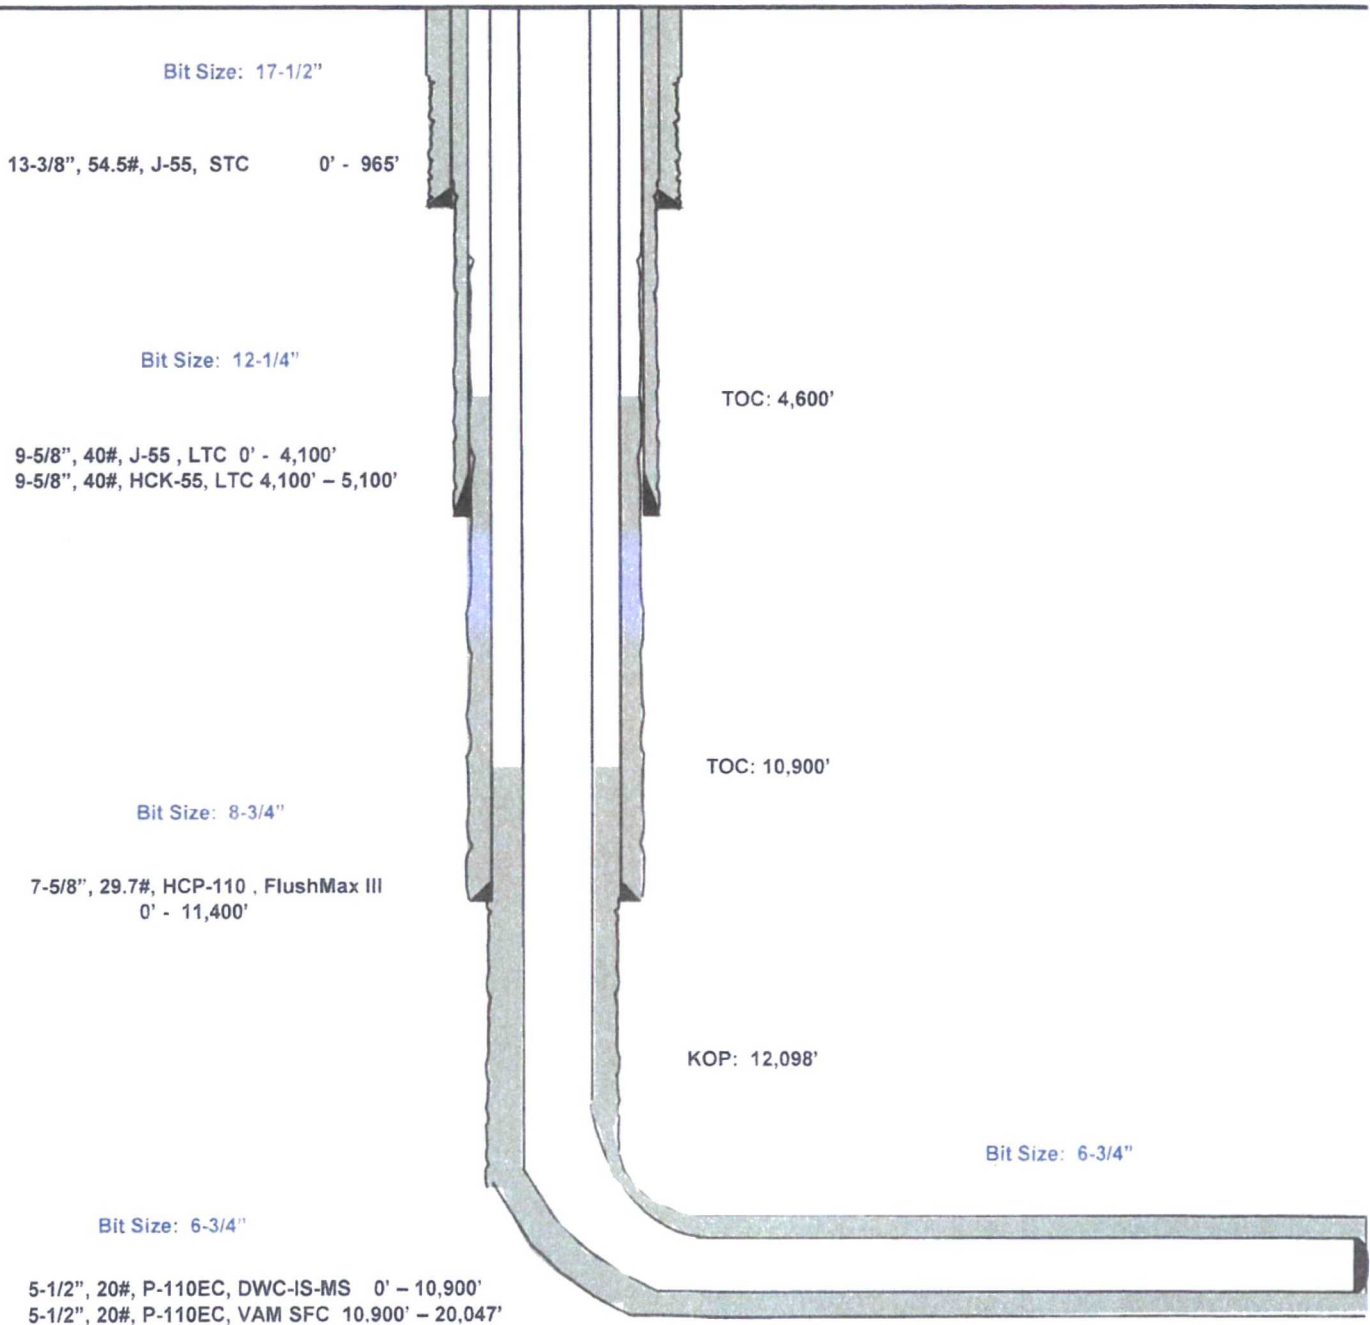 Bit Size: 17-1/2"
13-3/8", 54.5#, J-55, STC 0' - 965'
Bit Size: 12-1/4"
TOC: 4,600'
9-5/8", 40#, J-55 , LTC 0' - 4,100'
9-5/8", 40#, HCK-55, LTC 4,100' – 5,100'
TOC: 10,900'
Bit Size: 8-3/4"
7-5/8", 29.7#, HCP-110 , FlushMax III
0' - 11,400'
KOP: 12,098'
Bit Size: 6-3/4"
Bit Size: 6-3/4"
5-1/2", 20#, P-110EC, DWC-IS-MS 0' – 10,900'
5-1/2", 20#, P-110EC, VAM SFC 10,900' – 20,047'